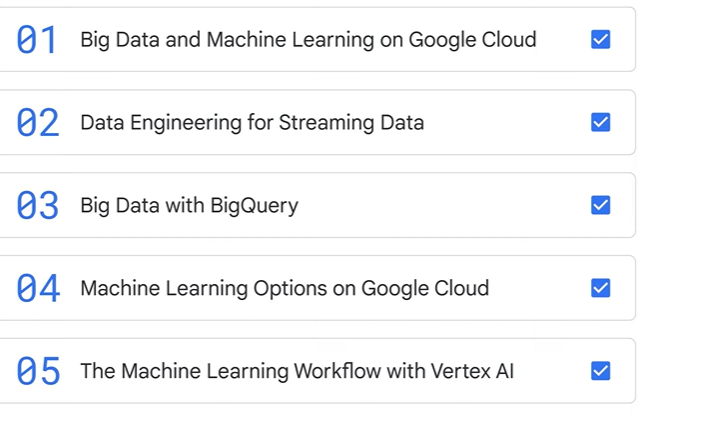 01 Big Data and Machine Learning on Google Cloud
02 Data Engineering for Streaming Data
03 Big Data with BigQuery
04 Machine Learning Options on Google Cloud
05 The Machine Learning Workflow with Vertex AI